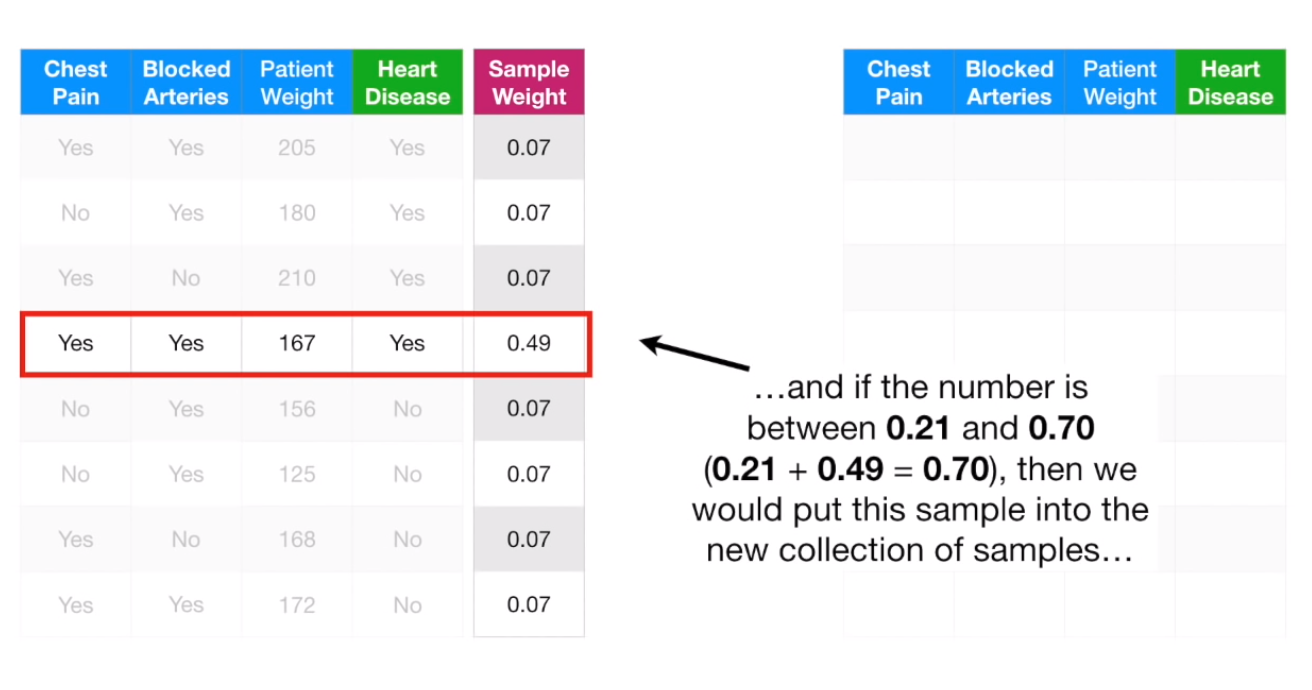 Chest Pain Blocked Arteries Patient Weight Heart Disease Sample Weight
Yes Yes 205 Yes 0.07
No Yes 180 Yes 0.07
Yes No 210 Yes 0.07
Yes Yes 167 Yes 0.49
No Yes 156 No 0.07
No Yes 125 No 0.07
Yes No 168 No 0.07
Yes Yes 172 No 0.07
Chest Pain Blocked Arteries Patient Weight Heart Disease
…and if the number is
between 0.21 and 0.70
(0.21 + 0.49 = 0.70), then we
would put this sample into the
new collection of samples…